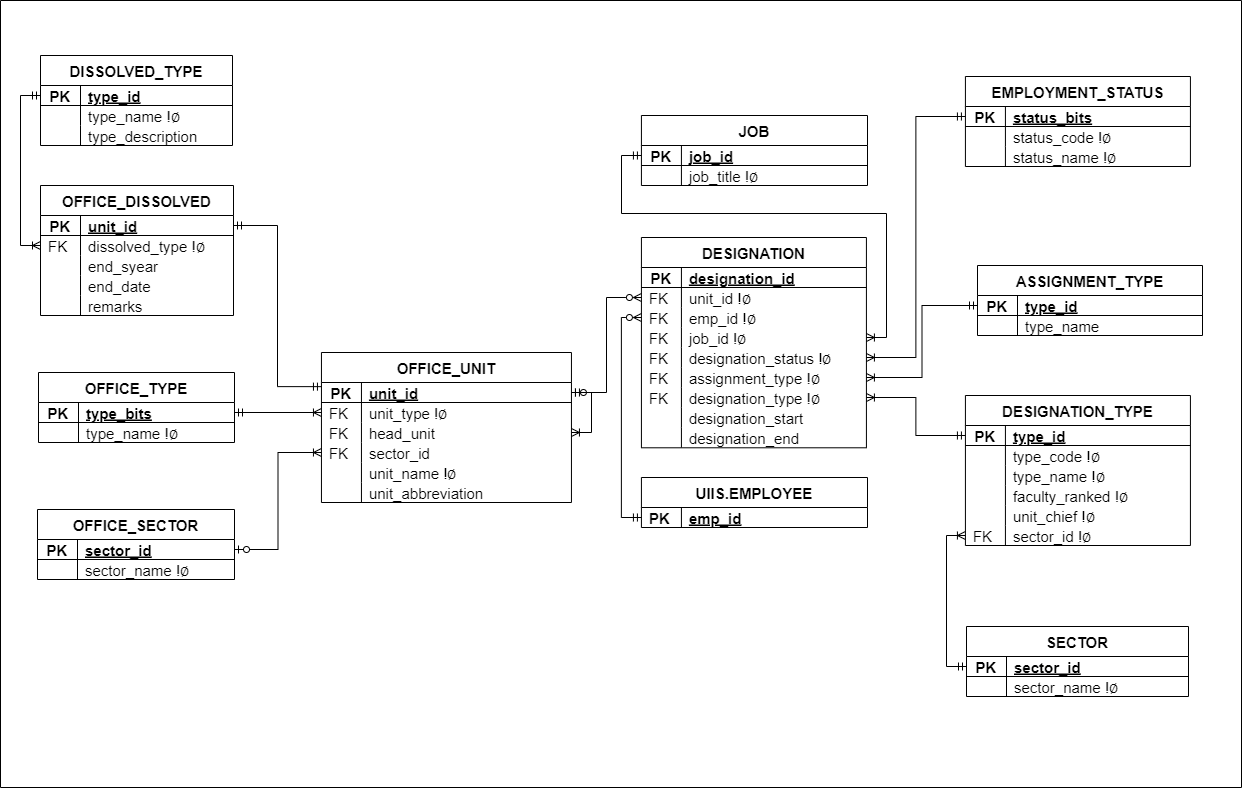 DISSOLVED_TYPE
PK type_id
type_name !Ø
type_description
OFFICE_DISSOLVED
PK unit_id
FK dissolved_type !Ø
end_syear
end_date
remarks
OFFICE_TYPE
PK type_bits
type_name !Ø
OFFICE_SECTOR
PK sector_id
sector_name !Ø
OFFICE_UNIT
PK unit_id
FK unit_type !Ø
FK head_unit
FK sector_id
unit_name !Ø
unit_abbreviation
JOB
PK job_id
job_title !Ø
DESIGNATION
PK designation_id
FK unit_id !Ø
FK emp_id !Ø
FK job_id !Ø
FK designation_status !Ø
FK assignment_type !Ø
FK designation_type !Ø
designation_start
designation_end
UIIS.EMPLOYEE
PK emp_id
EMPLOYMENT_STATUS
PK status_bits
status_code !Ø
status_name !Ø
ASSIGNMENT_TYPE
PK type_id
type_name
DESIGNATION_TYPE
PK type_id
type_code !Ø
type_name !Ø
faculty_ranked !Ø
unit_chief !Ø
FK sector_id !Ø
SECTOR
PK sector_id
sector_name !Ø